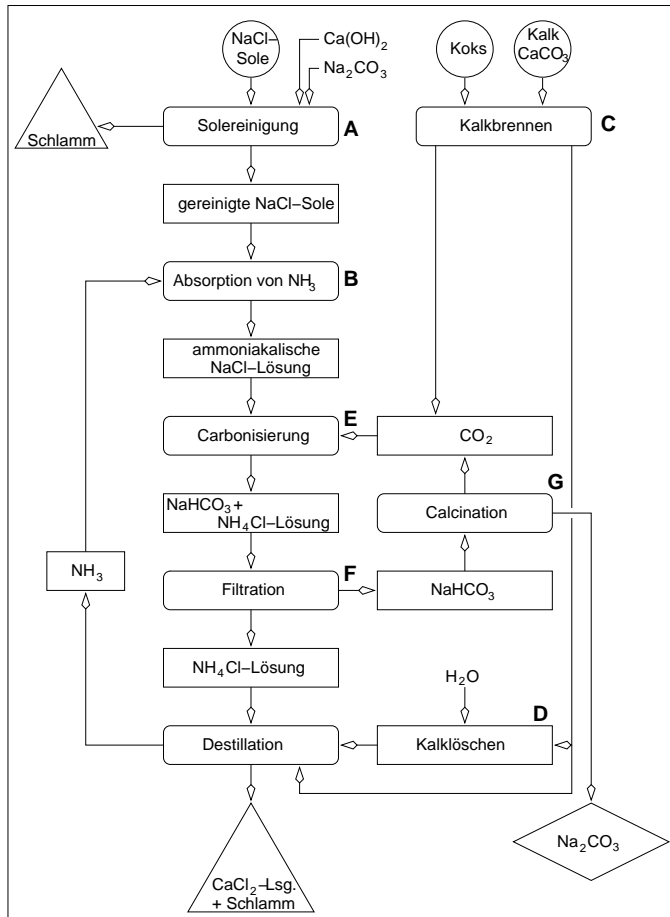 NaCl–
Sole
Ca(OH)₂
Na₂CO₃
Koks
Kalk
CaCO₃
Schlamm
Solereinigung
A
Kalkbrennen
C
gereinigte NaCl–Sole
Absorption von NH₃
B
ammoniakalische
NaCl–Lösung
E
Carbonisierung
CO₂
G
NaHCO₃+
NH₄Cl–Lösung
Calcination
NH₃
F
Filtration
NaHCO₃
NH₄Cl–Lösung
H₂O
D
Destillation
Kalklöschen
Na₂CO₃
CaCl₂–Lsg.
+ Schlamm